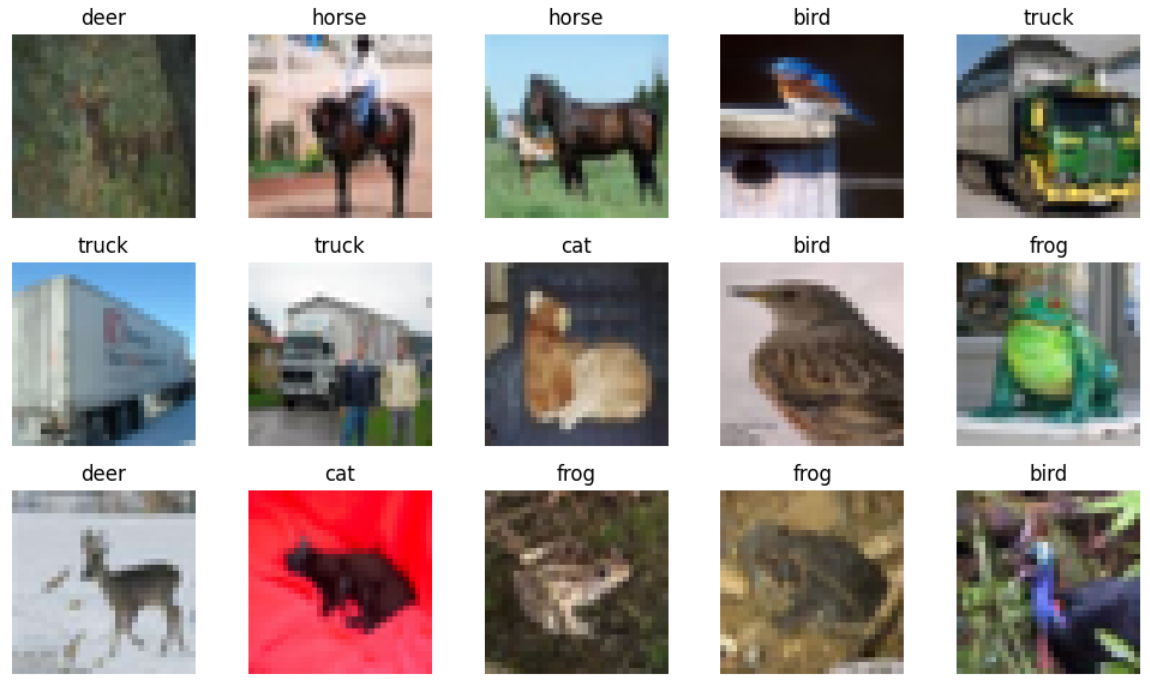 deer horse horse bird truck
truck truck cat bird frog
deer cat frog frog bird